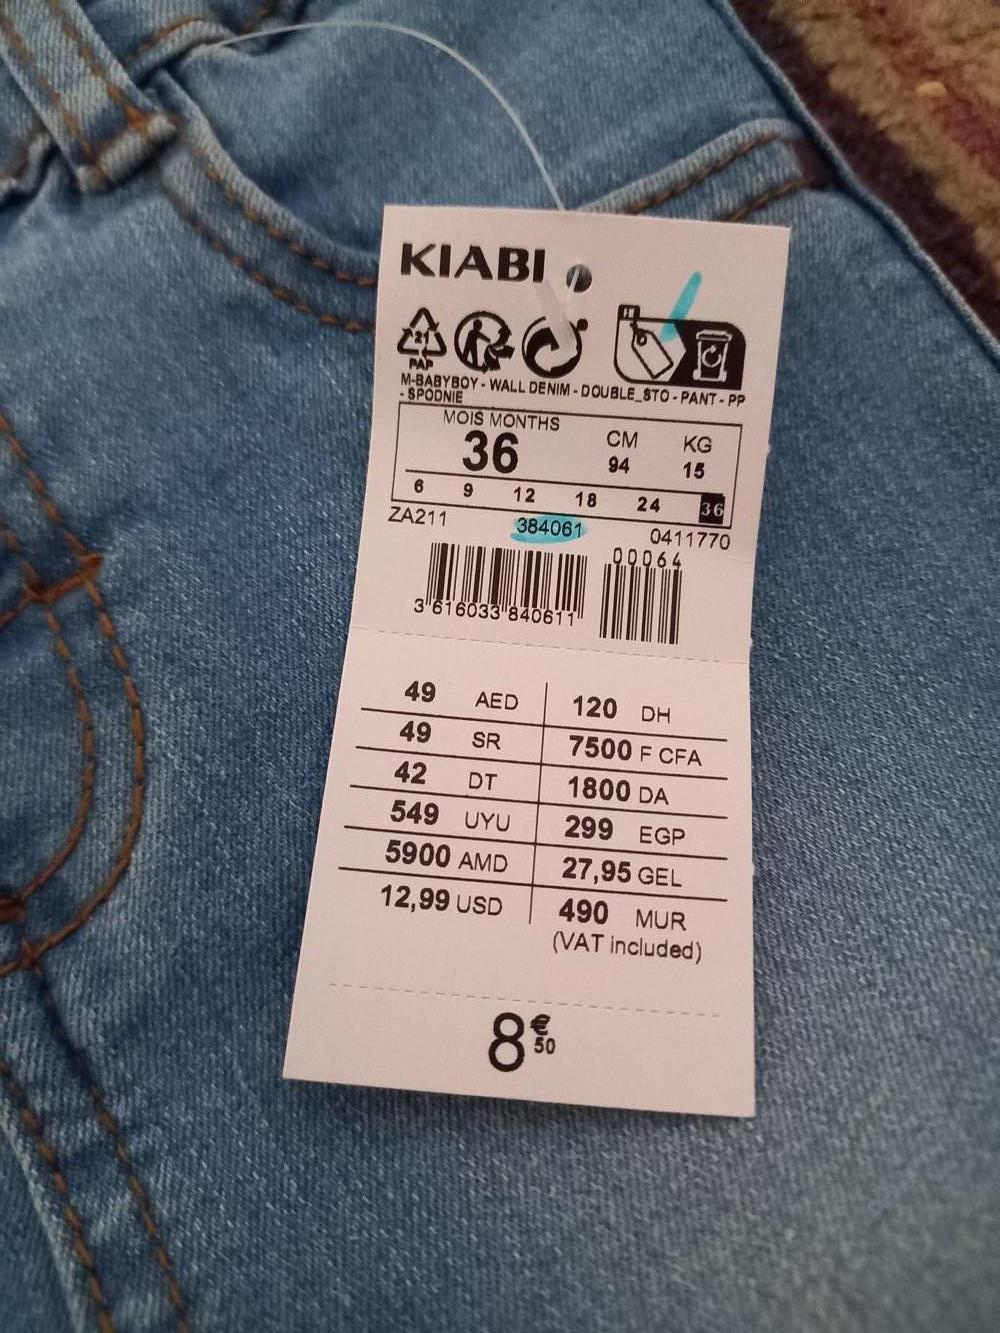 KIABI
21
PAP
M-BABYBOY - WALL DENIM - DOUBLE_STO - PANT - PP
- SPODNIE
MOIS MONTHS CM KG
36 94 15
6 9 12 18 24 36
ZA211 384061 0411770
00064
3 616033 840611
49 AED 120 DH
49 SR 7500 F CFA
42 DT 1800 DA
549 UYU 299 EGP
5900 AMD 27,95 GEL
12,99 USD 490 MUR
(VAT included)
8€50